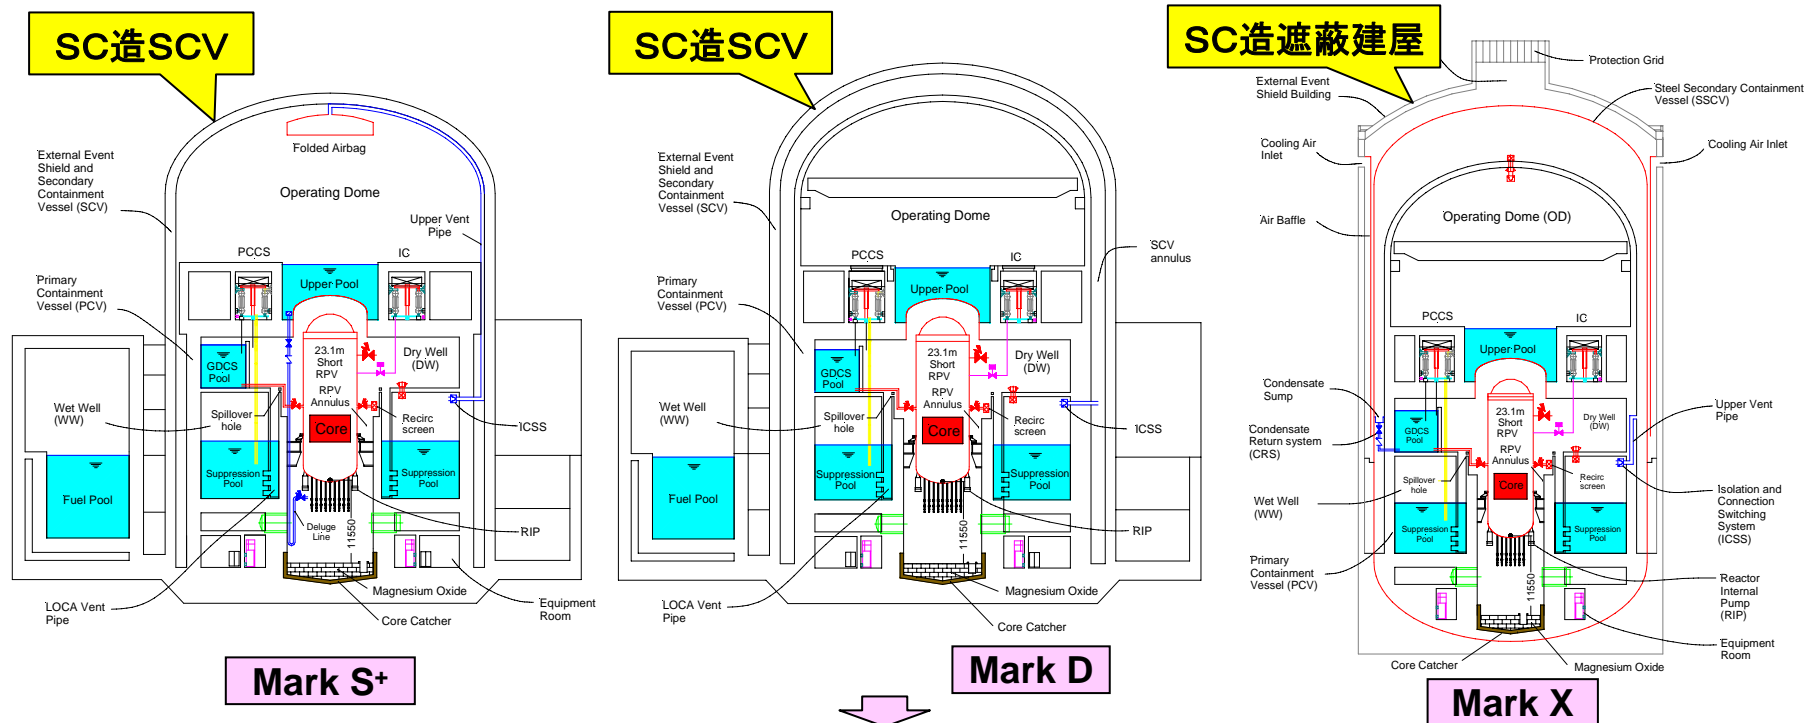 SC造SCV
Folded Airbag
External Event
Shield and
Secondary
Containment
Vessel (SCV)
Operating Dome
Upper Vent
Pipe
PCCS
IC
Primary
Containment
Vessel (PCV)
Upper Pool
23.1m
Short
RPV
Dry Well
(DW)
GDCS
Pool
RPV
Annulus
Wet Well
(WW)
Spillover
hole
Core
Recirc
screen
ICSS
Suppression
Pool
Suppression
Pool
Fuel Pool
Deluge
Line
11550
RIP
Magnesium Oxide
LOCA Vent
Pipe
Core Catcher
Equipment
Room
Mark S+
SC造SCV
External Event
Shield and
Secondary
Containment
Vessel (SCV)
Operating Dome
SCV
annulus
PCCS
IC
Primary
Containment
Vessel (PCV)
Upper Pool
23.1m
Short
RPV
Dry Well
(DW)
GDCS
Pool
RPV
Annulus
Wet Well
(WW)
Spillover
hole
Core
Recirc
screen
ICSS
Suppression
Pool
Suppression
Pool
Fuel Pool
11550
RIP
Magnesium Oxide
LOCA Vent
Pipe
Core Catcher
Mark D
SC造遮蔽建屋
Protection Grid
External Event
Shield Building
Steel Secondary Containment
Vessel (SSCV)
Cooling Air
Inlet
Cooling Air Inlet
Air Baffle
Operating Dome (OD)
PCCS
IC
Upper Pool
Condensate
Sump
23.1m
Short
RPV
Dry Well
(DW)
Upper Vent
Pipe
GDCS
Pool
Condensate
Return system
(CRS)
RPV
Annulus
Spillover
hole
Core
Recirc
screen
Wet Well
(WW)
Isolation and
Connection
Switching
System
(ICSS)
Suppression
Pool
Suppression
Pool
Primary
Containment
Vessel (PCV)
11550
Reactor
Internal
Pump
(RIP)
Equipment
Room
Core Catcher
Magnesium Oxide
Mark X